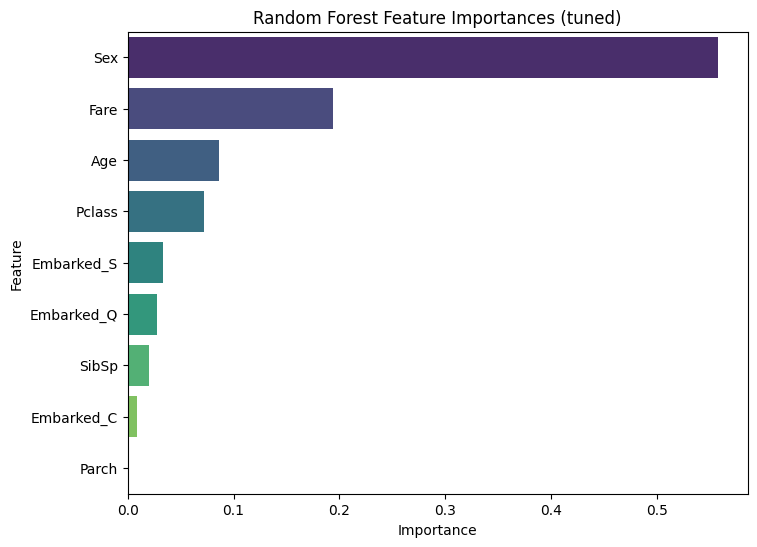 Random Forest Feature Importances (tuned)
Sex
Fare
Age
Pclass
Embarked_S
Embarked_Q
SibSp
Embarked_C
Parch
Feature
0.0 0.1 0.2 0.3 0.4 0.5
Importance